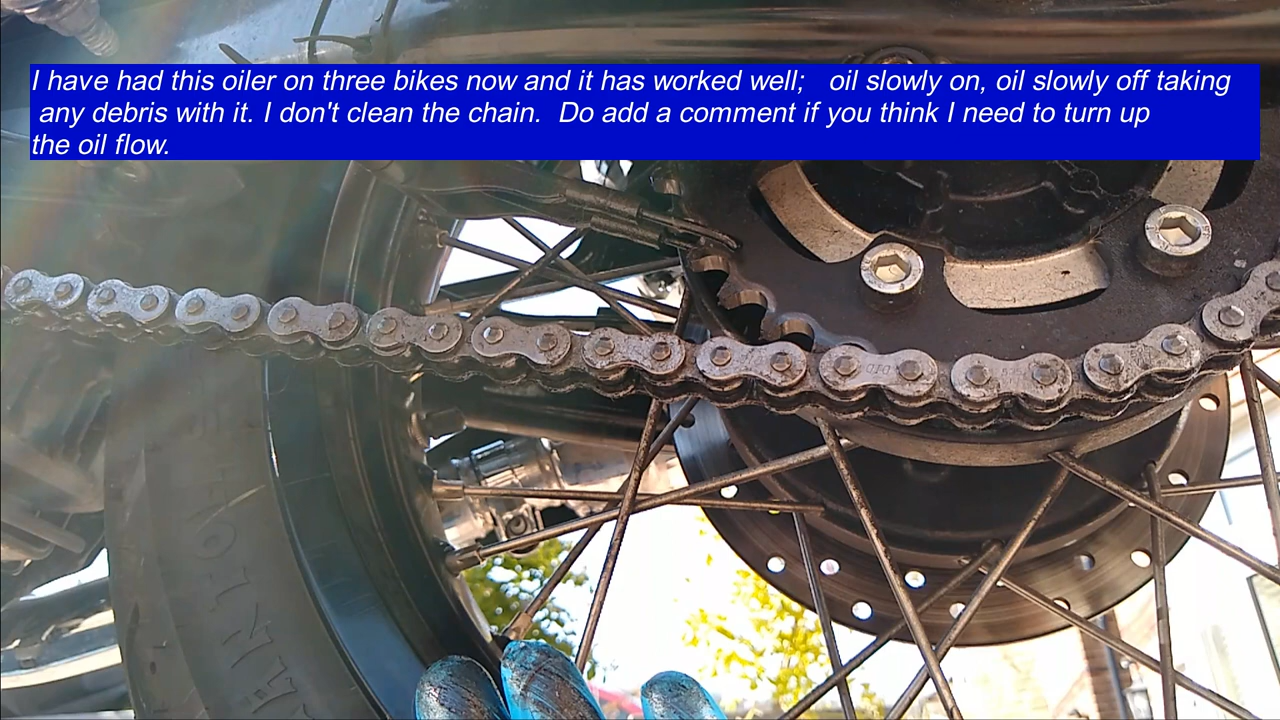 I have had this oiler on three bikes now and it has worked well;   oil slowly on, oil slowly off taking
any debris with it. I don't clean the chain.  Do add a comment if you think I need to turn up
the oil flow.